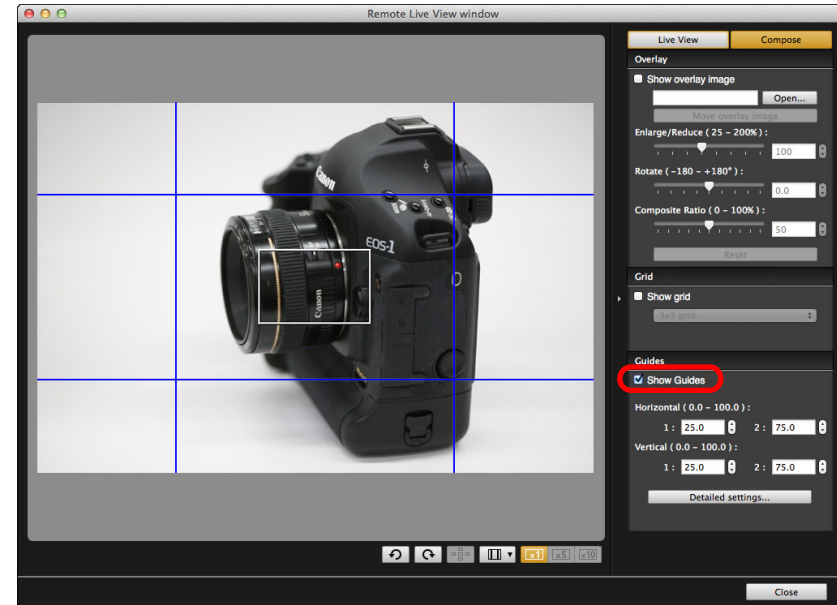 Remote Live View window
Live View
Compose
Overlay
Show overlay image
Open...
Move overlay image
Enlarge/Reduce ( 25 – 200% ) :
100
Rotate ( –180 – +180° ) :
0.0
Composite Ratio ( 0 – 100% ) :
50
Reset
Grid
Show grid
3x3 grid
Guides
Show Guides
Horizontal ( 0.0 – 100.0 ) :
1 : 25.0 2 : 75.0
Vertical ( 0.0 – 100.0 ) :
1 : 25.0 2 : 75.0
Detailed settings...
Canon
EOS-1
Canon
x1 x5 x10
Close